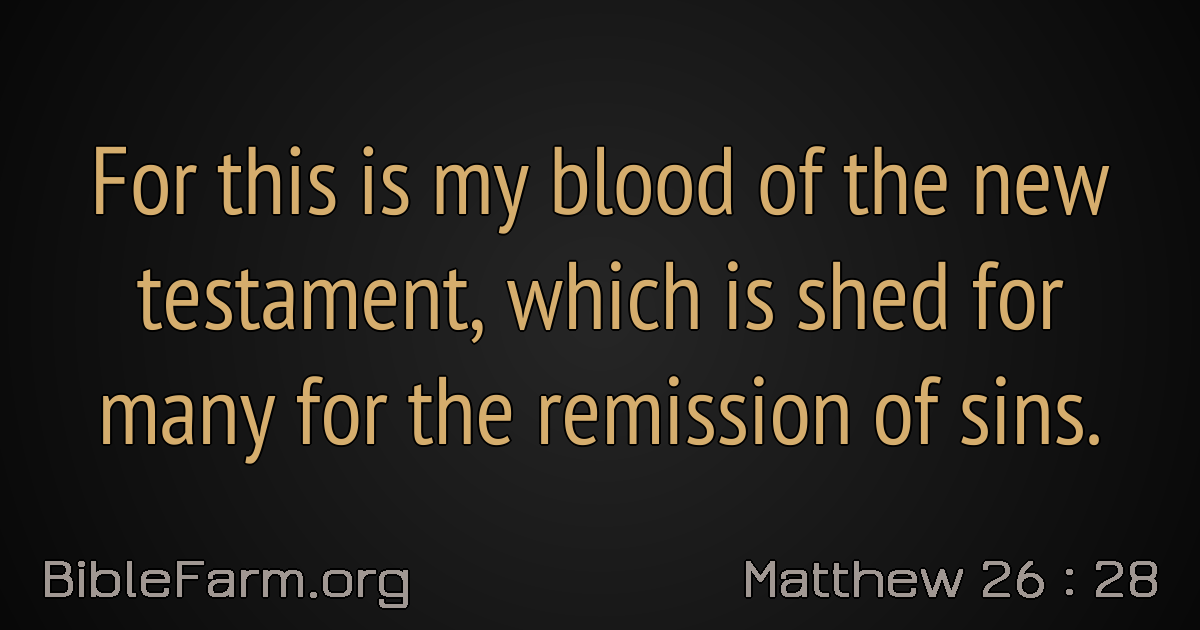 For this is my blood of the new
testament, which is shed for
many for the remission of sins.
BibleFarm.org
Matthew 26 : 28